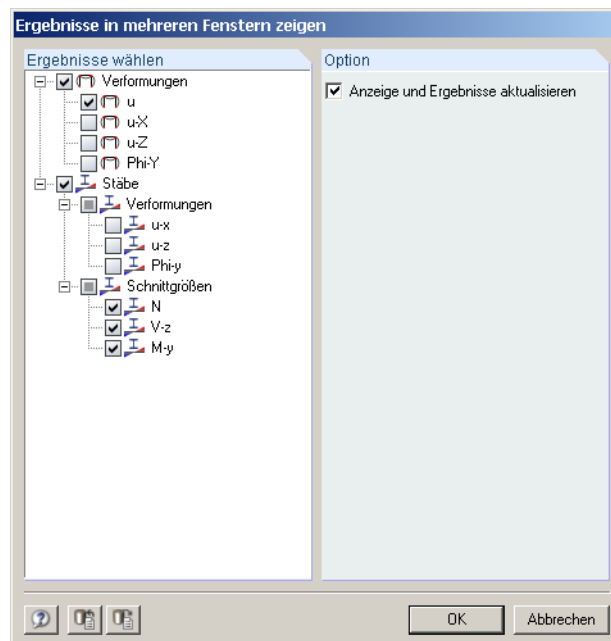 Ergebnisse in mehreren Fenstern zeigen
Ergebnisse wählen
Verformungen
u
u-X
u-Z
Phi-Y
Stäbe
Verformungen
u-x
u-z
Phi-y
Schnittgrößen
N
V-z
M-y
Option
Anzeige und Ergebnisse aktualisieren
OK
Abbrechen